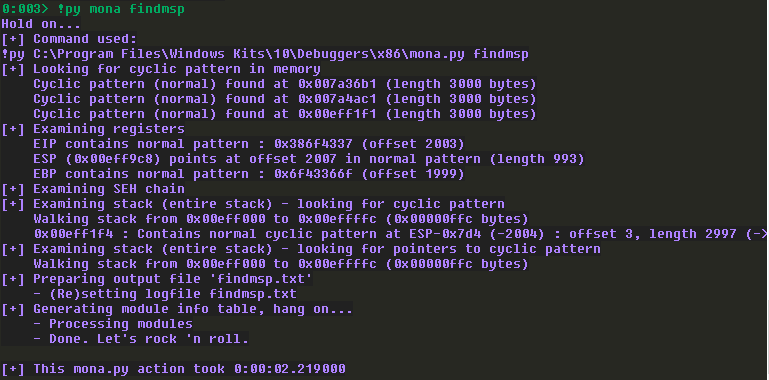 0:003> !py mona findmsp
Hold on...
[+] Command used:
!py C:\Program Files\Windows Kits\10\Debuggers\x86\mona.py findmsp
[+] Looking for cyclic pattern in memory
    Cyclic pattern (normal) found at 0x007a36b1 (length 3000 bytes)
    Cyclic pattern (normal) found at 0x007a4ac1 (length 3000 bytes)
    Cyclic pattern (normal) found at 0x00eff1f1 (length 3000 bytes)
[+] Examining registers
    EIP contains normal pattern : 0x386f4337 (offset 2003)
    ESP (0x00eff9c8) points at offset 2007 in normal pattern (length 993)
    EBP contains normal pattern : 0x6f43366f (offset 1999)
[+] Examining SEH chain
[+] Examining stack (entire stack) - looking for cyclic pattern
    Walking stack from 0x00eff000 to 0x00effffc (0x00000ffc bytes)
    0x00eff1f4 : Contains normal cyclic pattern at ESP-0x7d4 (-2004) : offset 3, length 2997 (->
[+] Examining stack (entire stack) - looking for pointers to cyclic pattern
    Walking stack from 0x00eff000 to 0x00effffc (0x00000ffc bytes)
[+] Preparing output file 'findmsp.txt'
    - (Re)setting logfile findmsp.txt
[+] Generating module info table, hang on...
    - Processing modules
    - Done. Let's rock 'n roll.
[+] This mona.py action took 0:00:02.219000